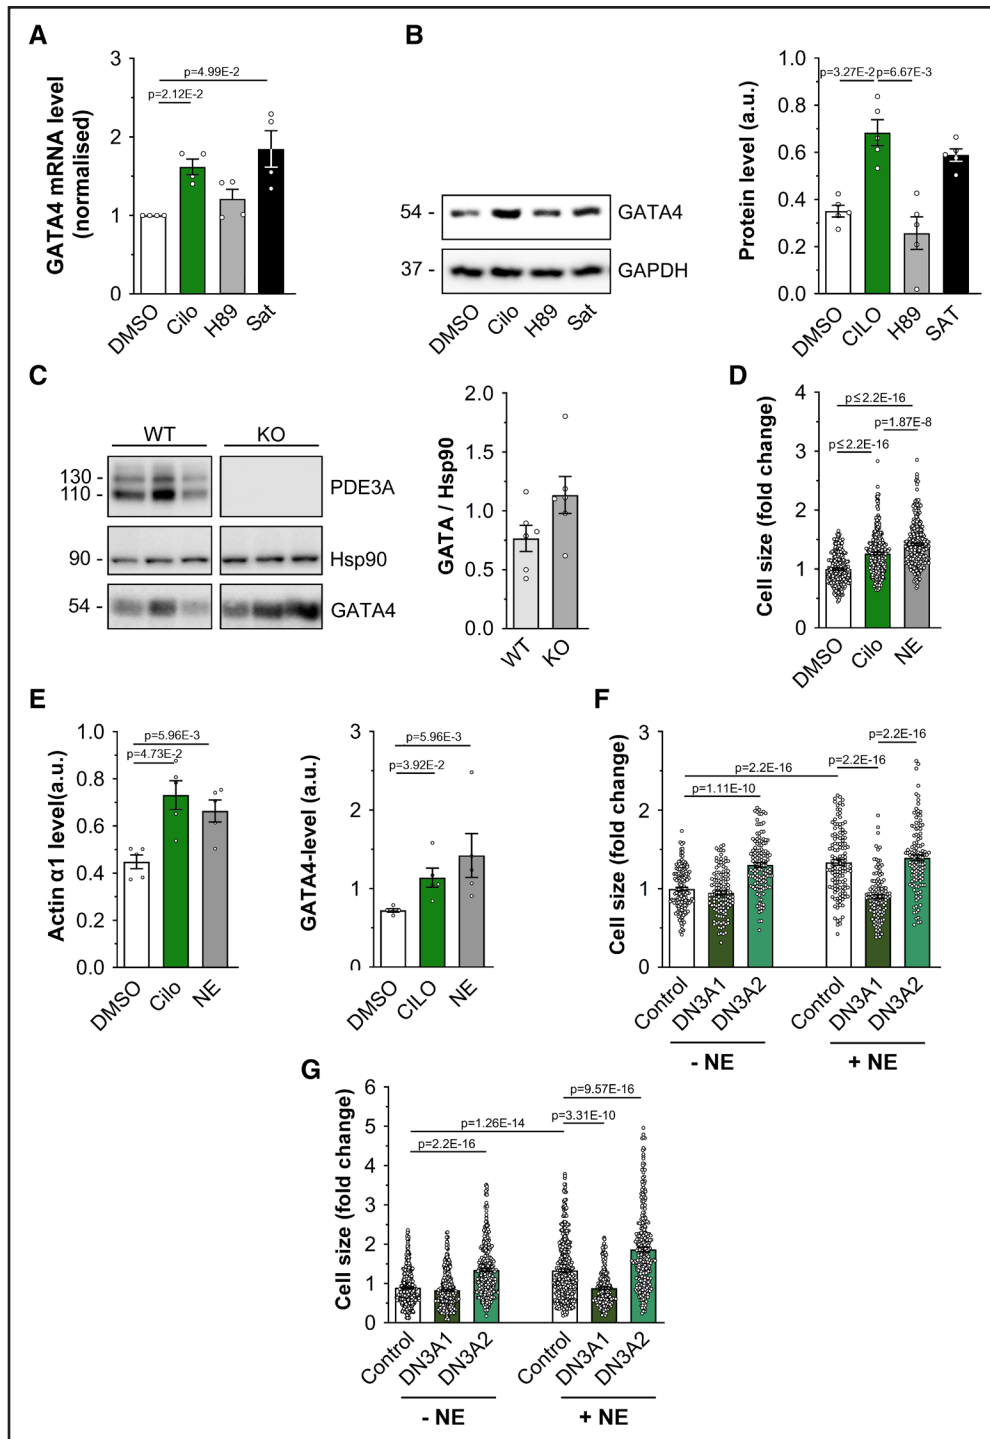 A
GATA4 mRNA level
(normalised)
3
2
1
0
p=4.99E-2
p=2.12E-2
DMSO
Cilo
H89
Sat
B
54 -
GATA4
37 -
GAPDH
DMSO
Cilo
H89
Sat
Protein level (a.u.)
1.0
0.8
0.6
0.4
0.2
0.0
p=3.27E-2
p=6.67E-3
DMSO
CILO
H89
SAT
C
WT
KO
130 -
110 -
PDE3A
90 -
Hsp90
54 -
GATA4
GATA / Hsp90
2.0
1.5
1.0
0.5
0.0
WT
KO
D
Cell size (fold change)
4
3
2
1
0
p≤2.2E-16
p=1.87E-8
p≤2.2E-16
DMSO
Cilo
NE
E
Actin α1 level(a.u.)
1.0
0.8
0.6
0.4
0.2
0.0
p=5.96E-3
p=4.73E-2
DMSO
Cilo
NE
GATA4-level (a.u.)
3
2
1
0
p=5.96E-3
p=3.92E-2
DMSO
CILO
NE
F
Cell size (fold change)
3
2
1
0
p=2.2E-16
p=2.2E-16
p=2.2E-16
p=1.11E-10
Control
DN3A1
DN3A2
Control
DN3A1
DN3A2
- NE
+ NE
G
Cell size (fold change)
6
5
4
3
2
1
0
p=9.57E-16
p=3.31E-10
p=1.26E-14
p=2.2E-16
Control
DN3A1
DN3A2
Control
DN3A1
DN3A2
- NE
+ NE